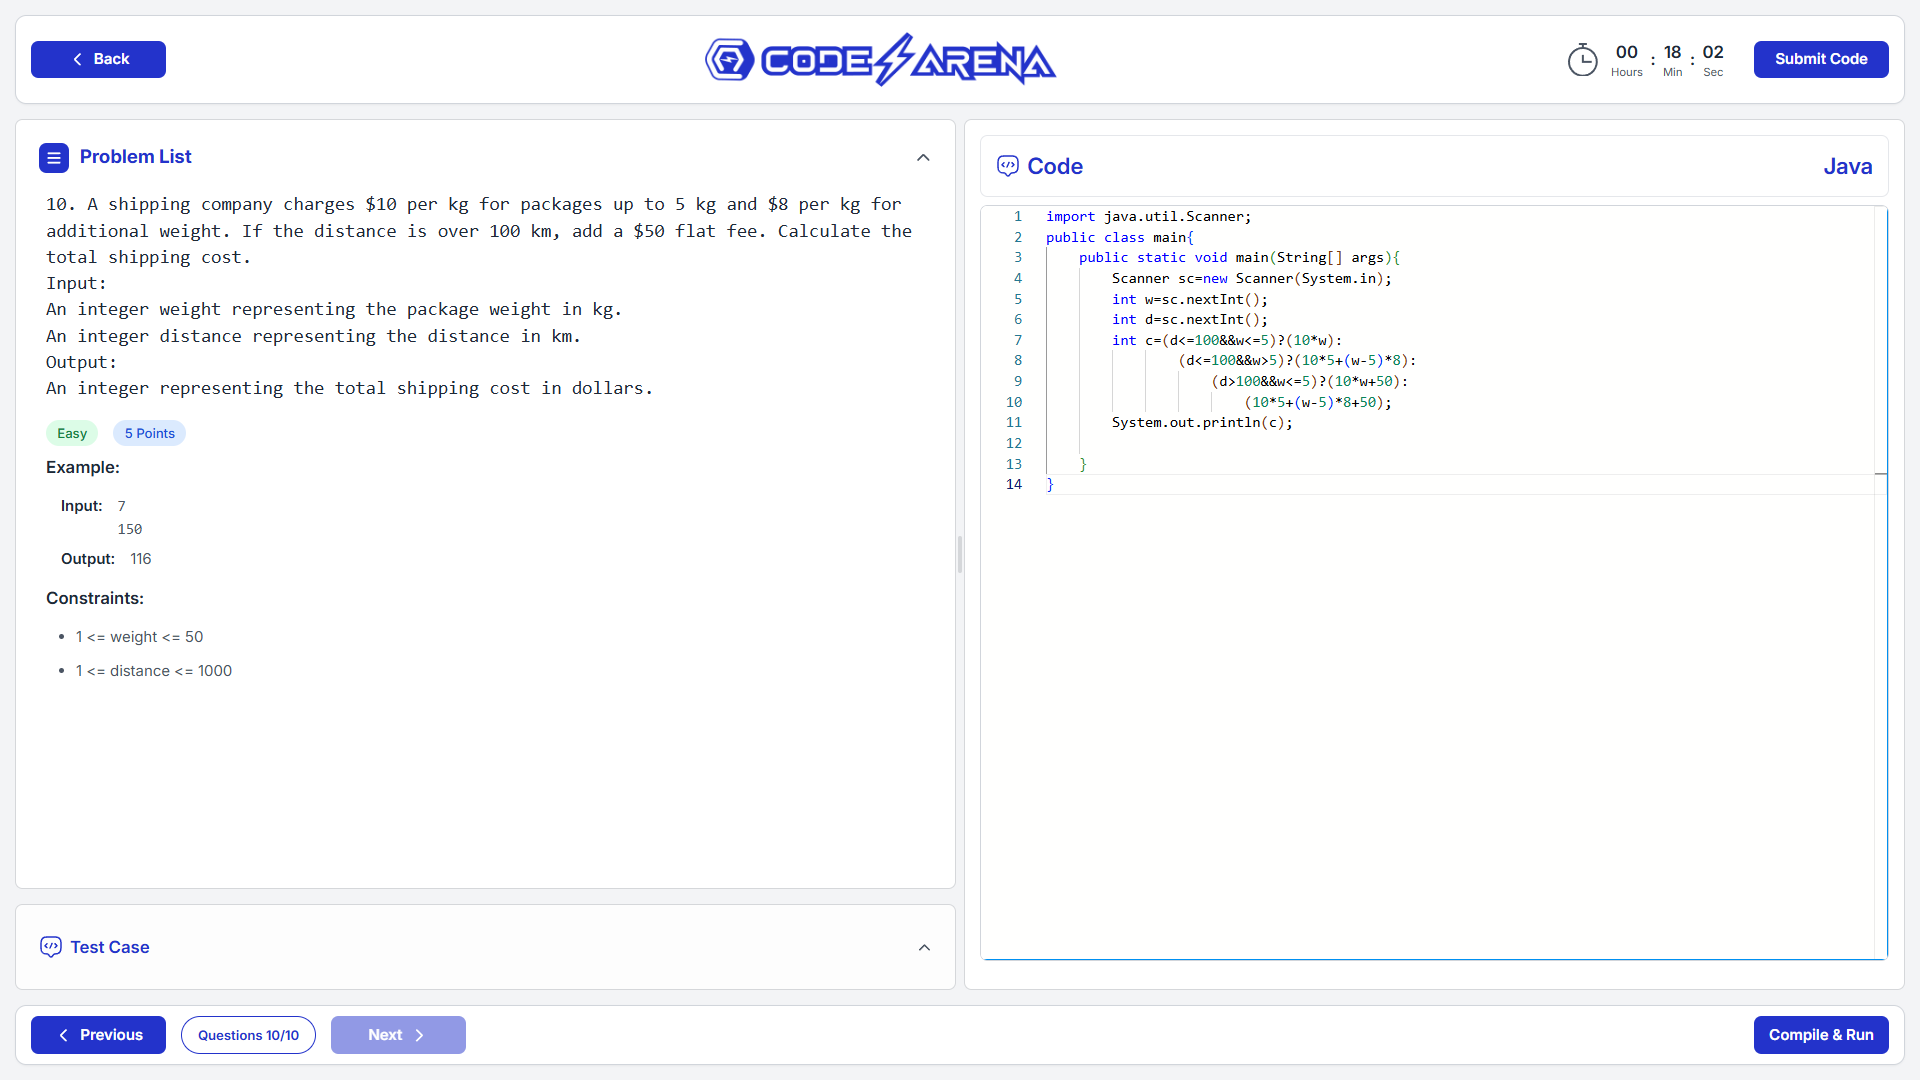 Back
CODE ARENA
00 : 18 : 02
Hours Min Sec
Submit Code
Problem List
10. A shipping company charges $10 per kg for packages up to 5 kg and $8 per kg for
additional weight. If the distance is over 100 km, add a $50 flat fee. Calculate the
total shipping cost.
Input:
An integer weight representing the package weight in kg.
An integer distance representing the distance in km.
Output:
An integer representing the total shipping cost in dollars.
Easy 5 Points
Example:
Input: 7
150
Output: 116
Constraints:
• 1 <= weight <= 50
• 1 <= distance <= 1000
Test Case
Code
Java
1 import java.util.Scanner;
2 public class main{
3 public static void main(String[] args){
4 Scanner sc=new Scanner(System.in);
5 int w=sc.nextInt();
6 int d=sc.nextInt();
7 int c=(d<=100&&w<=5)?(10*w):
8 (d<=100&&w>5)?(10*5+(w-5)*8):
9 (d>100&&w<=5)?(10*w+50):
10 (10*5+(w-5)*8+50);
11 System.out.println(c);
12
13 }
14 }
Previous
Questions 10/10
Next
Compile & Run